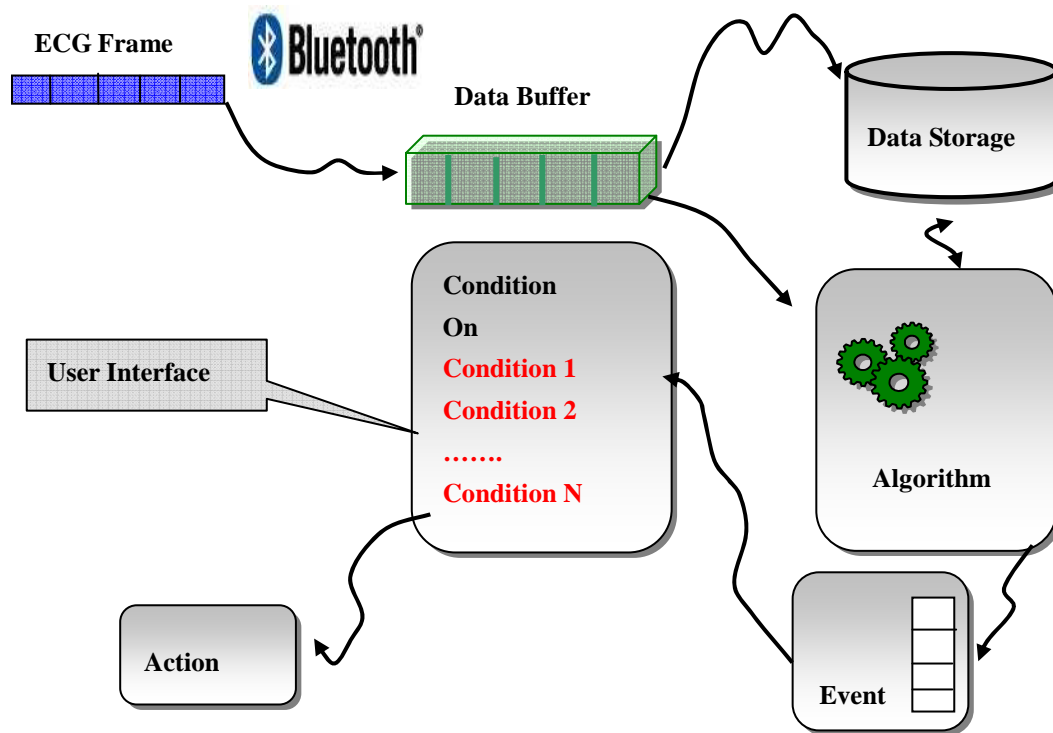 ECG Frame
Bluetooth®
Data Buffer
Data Storage
Condition
On
Condition 1
Condition 2
…….
Condition N
User Interface
Algorithm
Action
Event